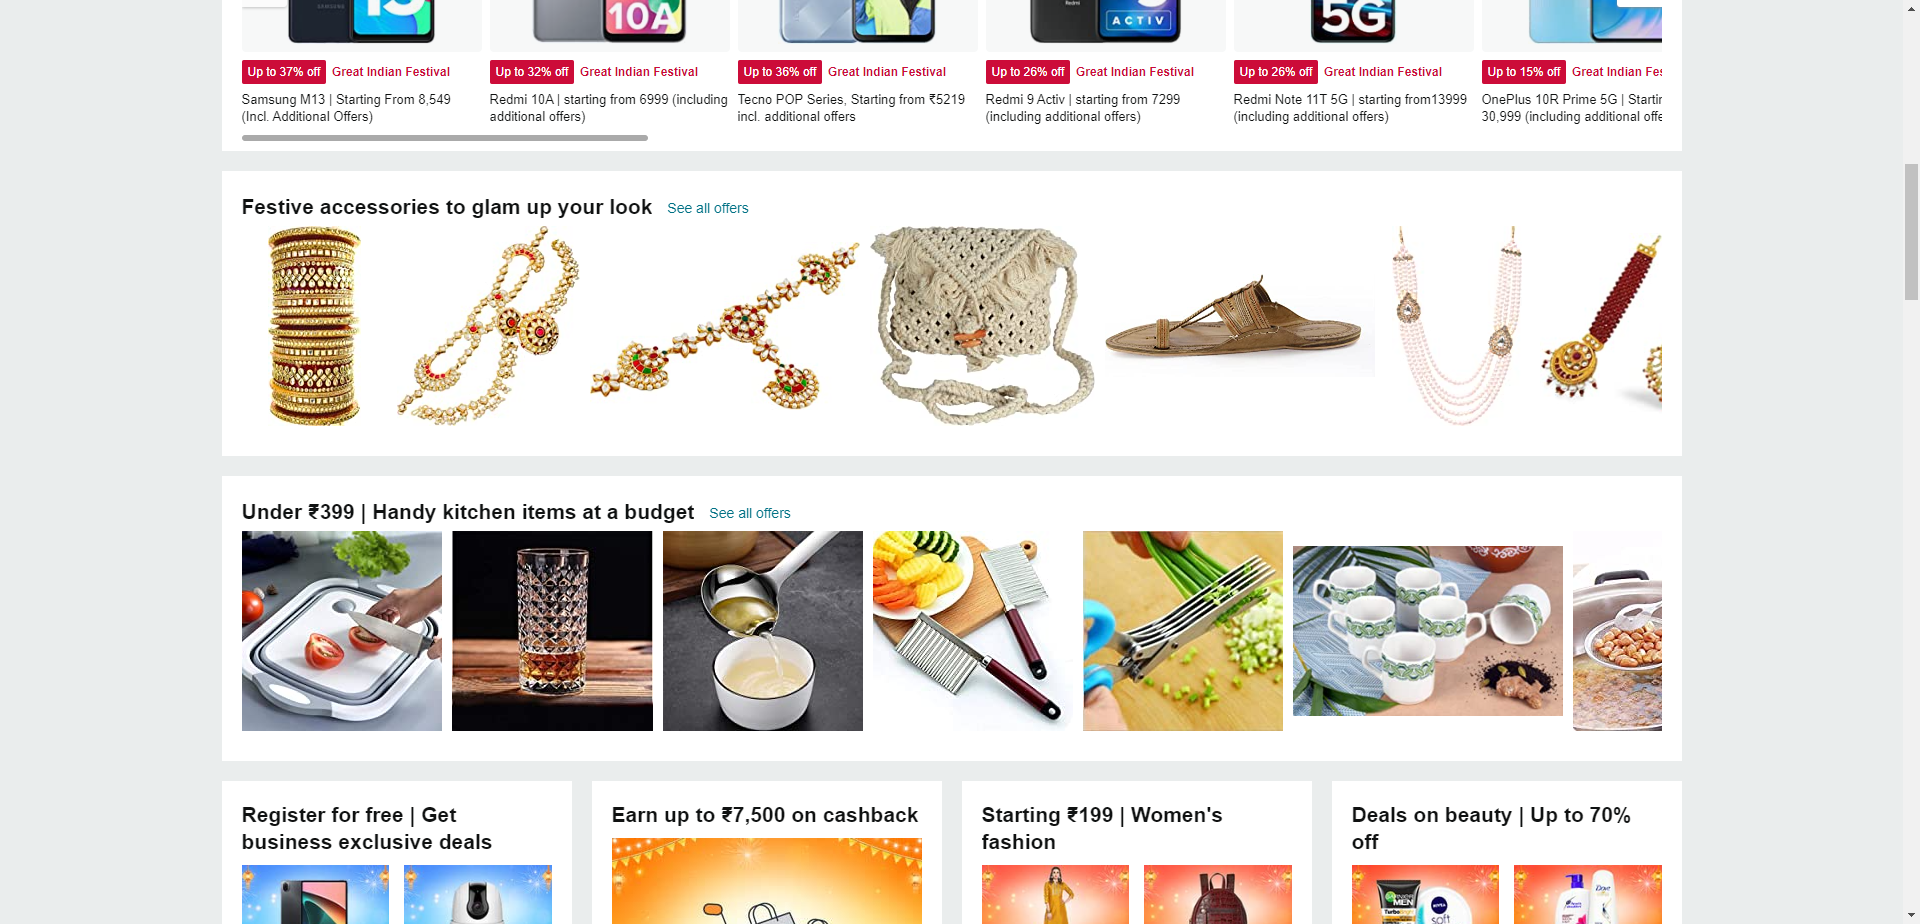 SAMSUNG
10A
Redmi
ACTIV
5G
Up to 37% off Great Indian Festival
Up to 32% off Great Indian Festival
Up to 36% off Great Indian Festival
Up to 26% off Great Indian Festival
Up to 26% off Great Indian Festival
Up to 15% off Great Indian
Samsung M13 | Starting From 8,549
(Incl. Additional Offers)
Redmi 10A | starting from 6999 (including
additional offers)
Tecno POP Series, Starting from ₹5219
incl. additional offers
Redmi 9 Activ | starting from 7299
(including additional offers)
Redmi Note 11T 5G | starting from13999
(including additional offers)
OnePlus 10R Prime 5G |
30,999 (including additional
Festive accessories to glam up your look See all offers
Under ₹399 | Handy kitchen items at a budget See all offers
Register for free | Get
business exclusive deals
Earn up to ₹7,500 on cashback
Starting ₹199 | Women's
fashion
Deals on beauty | Up to 70%
off
MEN
NIVEA
soft
Dove